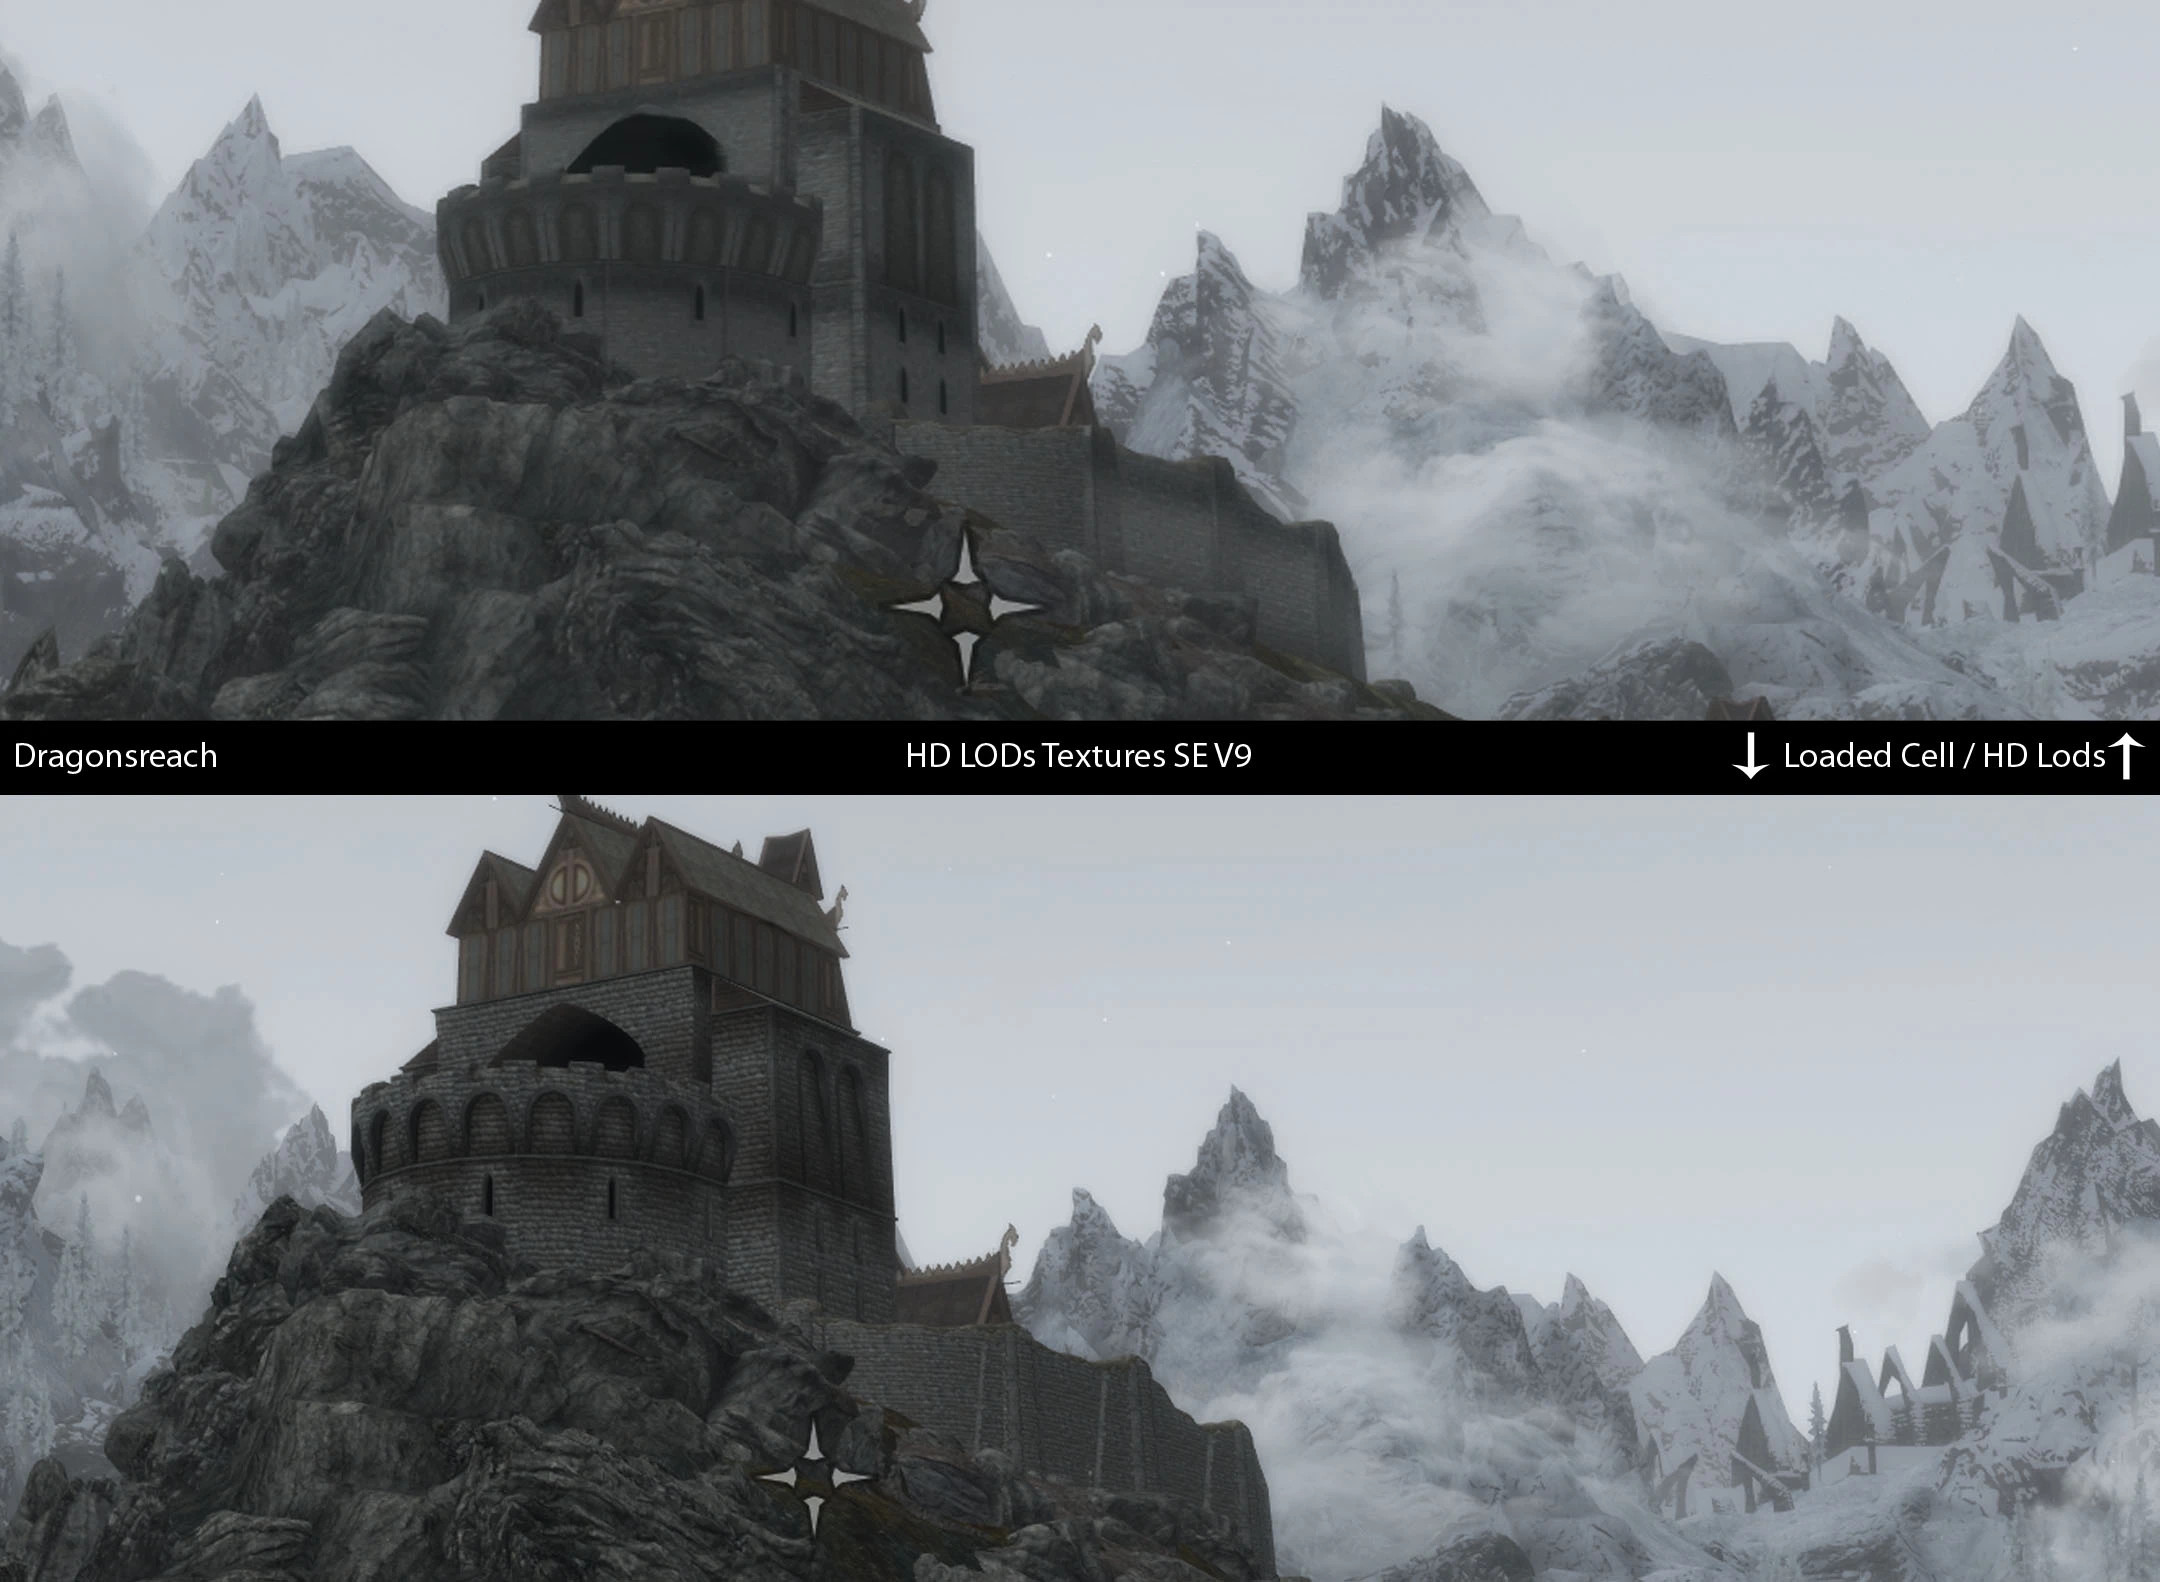 Dragonsreach
HD LODs Textures SE V9
↓ Loaded Cell / HD Lods ↑